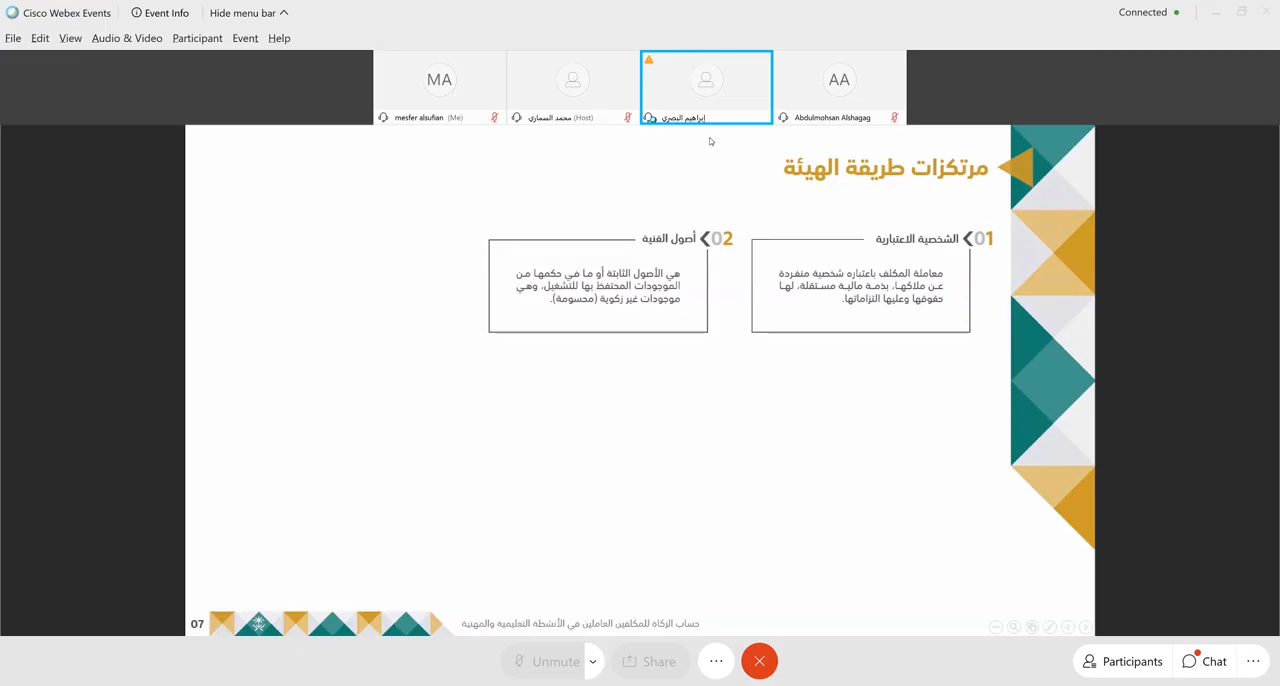 Cisco Webex Events
Event Info
Hide menu bar
Connected
File Edit View Audio & Video Participant Event Help
MA
AA
mesfer alsufian (Me)
محمد السماري (Host)
إبراهيم البصري
Abdulmohsan Alshagag
مرتكزات طريقة الهيئة
01
الشخصية الاعتبارية
معاملة المكلف باعتباره شخصية منفردة
عن ملاكها، بذمة مالية مستقلة، لها
حقوقها وعليها التزاماتها.
02
أصول القنية
هي الأصول الثابتة أو ما في حكمها من
الموجودات المحتفظ بها للتشغيل، وهي
موجودات غير زكوية (محسومة).
حساب الزكاة للمكلفين العاملين في الأنشطة التعليمية والمهنية
07
Unmute
Share
Participants
Chat